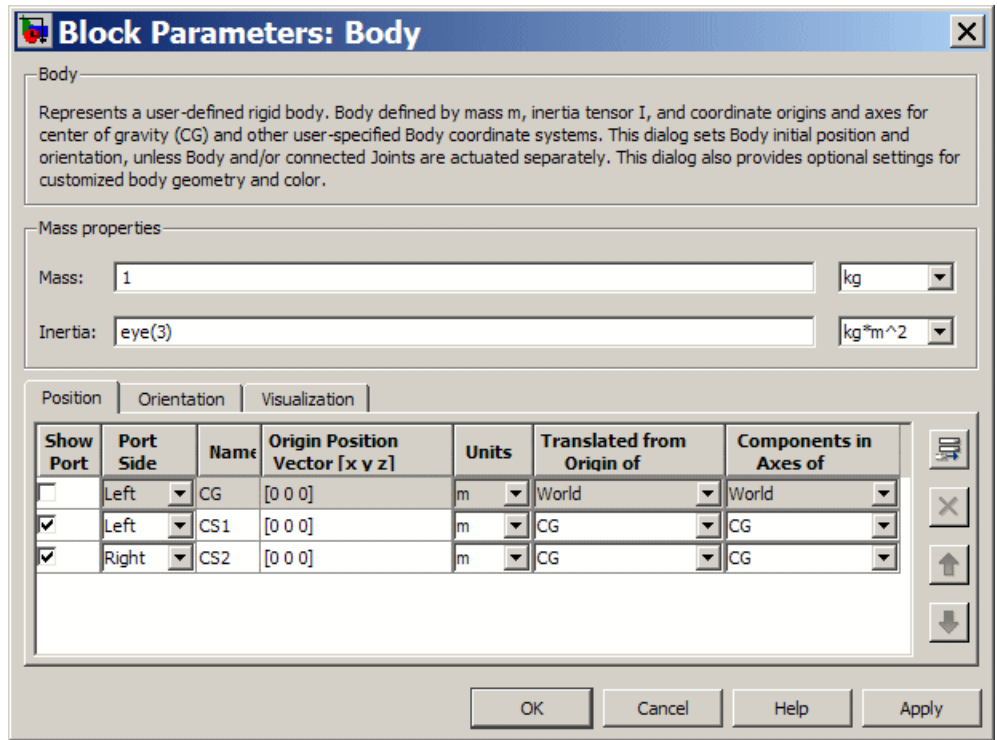 Block Parameters: Body
Body
Represents a user-defined rigid body. Body defined by mass m, inertia tensor I, and coordinate origins and axes for
center of gravity (CG) and other user-specified Body coordinate systems. This dialog sets Body initial position and
orientation, unless Body and/or connected Joints are actuated separately. This dialog also provides optional settings for
customized body geometry and color.
Mass properties
Mass: 1 kg
Inertia: eye(3) kg*m^2
Position Orientation Visualization
Show Port Name Origin Position Units Translated from Components in
Port Side Vector [x y z] Origin of Axes of
Left CG [0 0 0] m World World
Left CS1 [0 0 0] m CG CG
Right CS2 [0 0 0] m CG CG
OK Cancel Help Apply